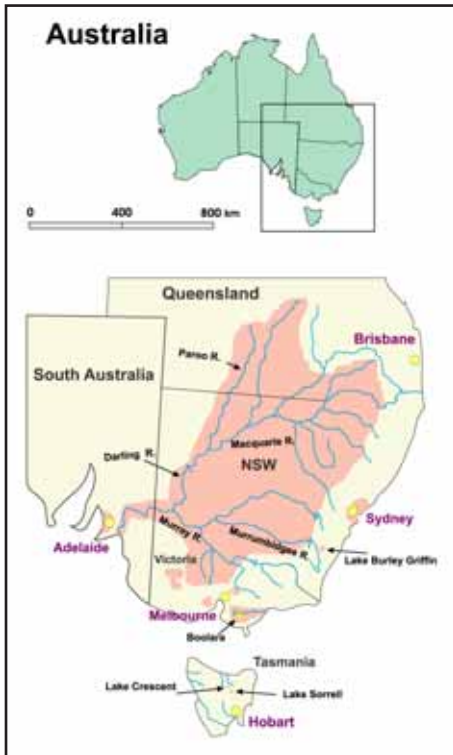 Australia
0 400 800 km
Queensland
Brisbane
Paroo R.
South Australia
Macquarie R.
NSW
Darling R.
Sydney
Murray R.
Murrumbidgee R.
Adelaide
Lake Burley Griffin
Victoria
Melbourne
Boolara
Tasmania
Lake Crescent
Lake Sorrell
Hobart